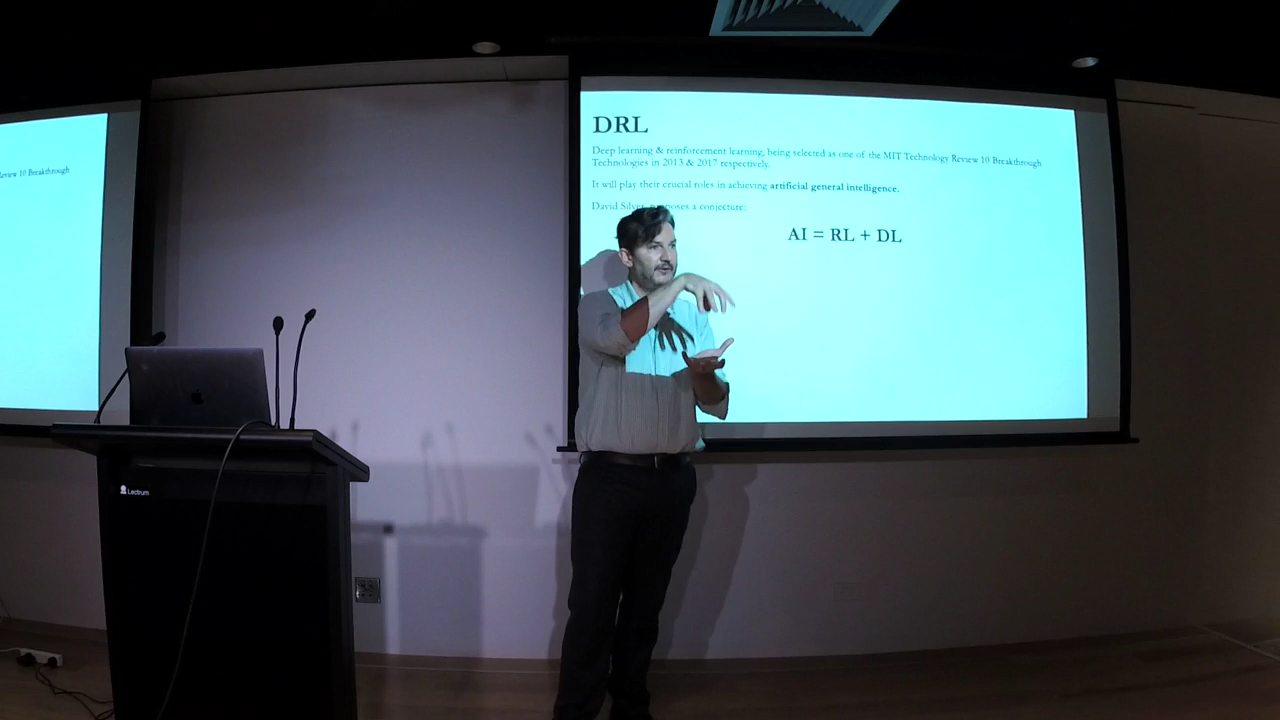 DRL
Deep learning & reinforcement learning, being selected as one of the MIT Technology Review 10 Breakthrough
Technologies in 2013 & 2017 respectively.
It will play their crucial roles in achieving artificial general intelligence.
David Silver, proposes a conjecture:
AI = RL + DL
Review 10 Breakthrough
Lectrum